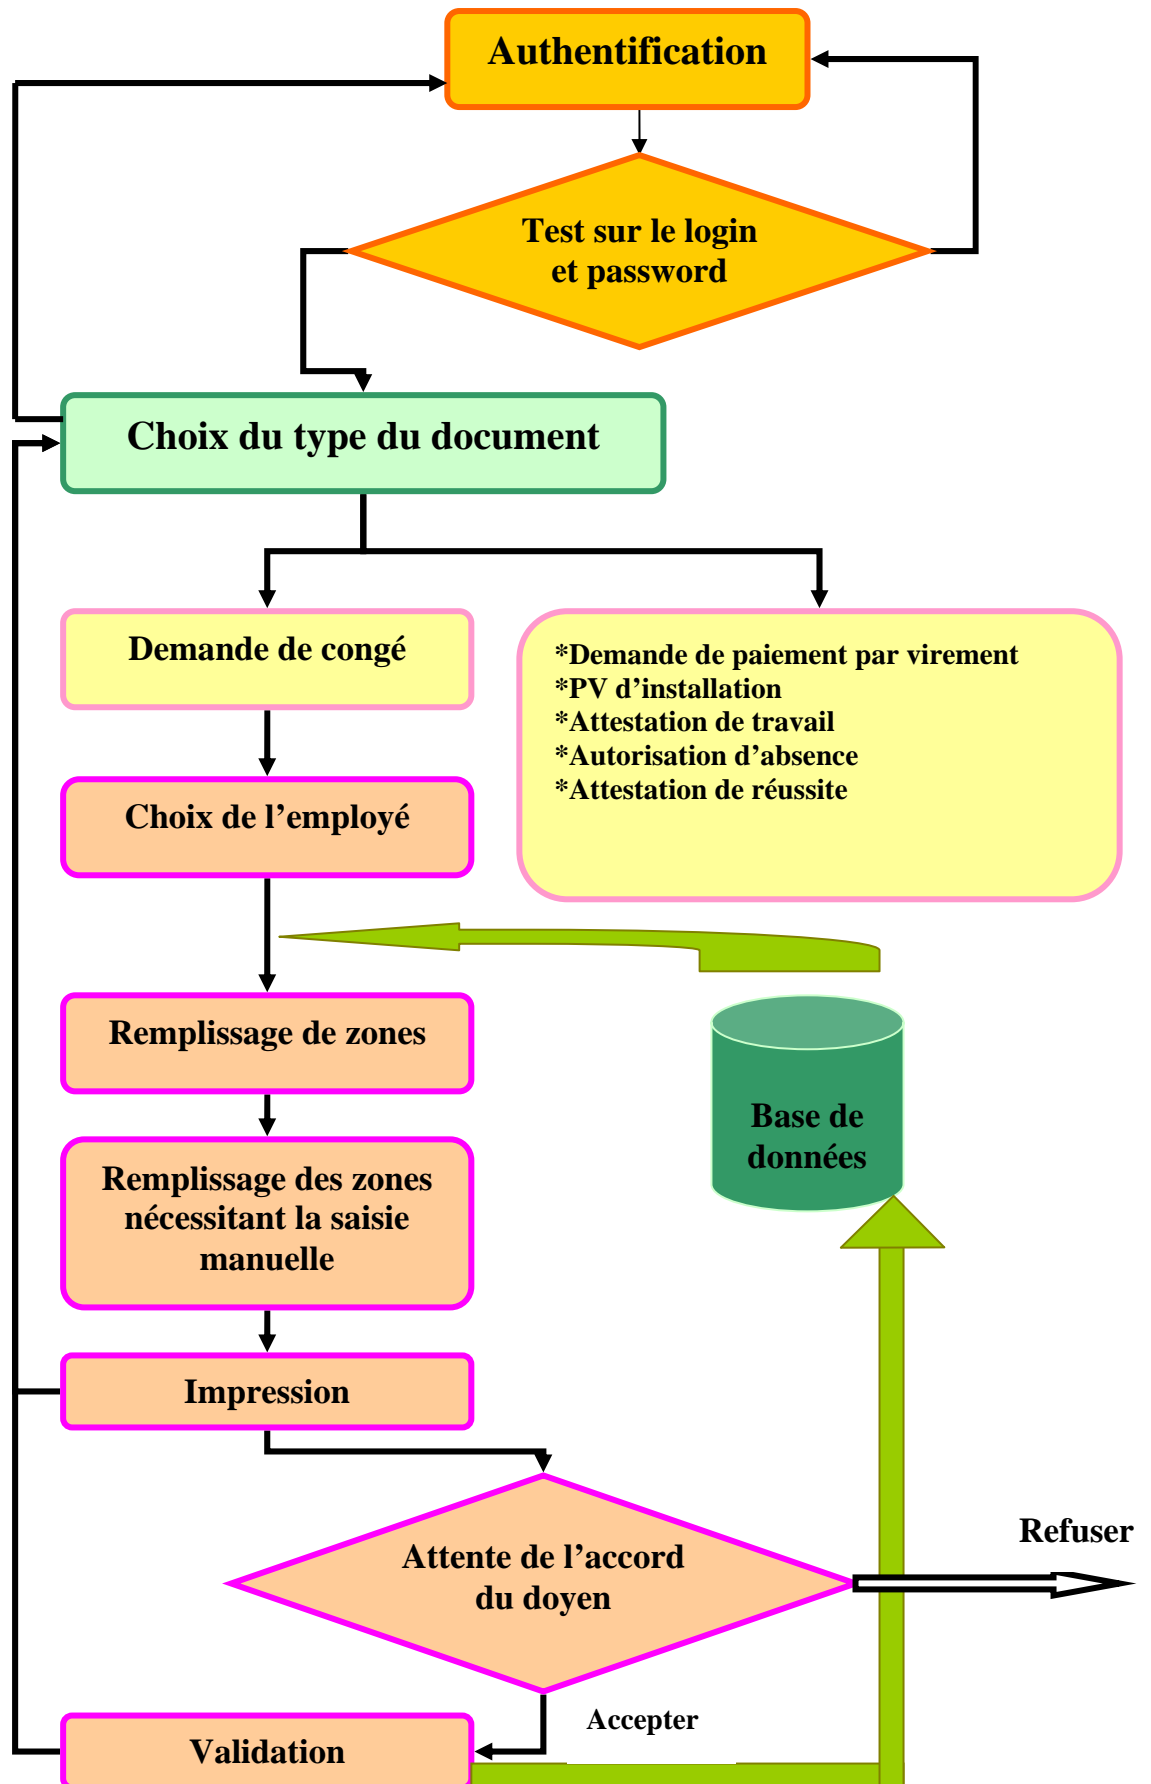 Authentification
Test sur le login
et password
Choix du type du document
Demande de congé
*Demande de paiement par virement
*PV d’installation
*Attestation de travail
*Autorisation d’absence
*Attestation de réussite
Choix de l’employé
Remplissage de zones
Base de
données
Remplissage des zones
nécessitant la saisie
manuelle
Impression
Refuser
Attente de l’accord
du doyen
Accepter
Validation